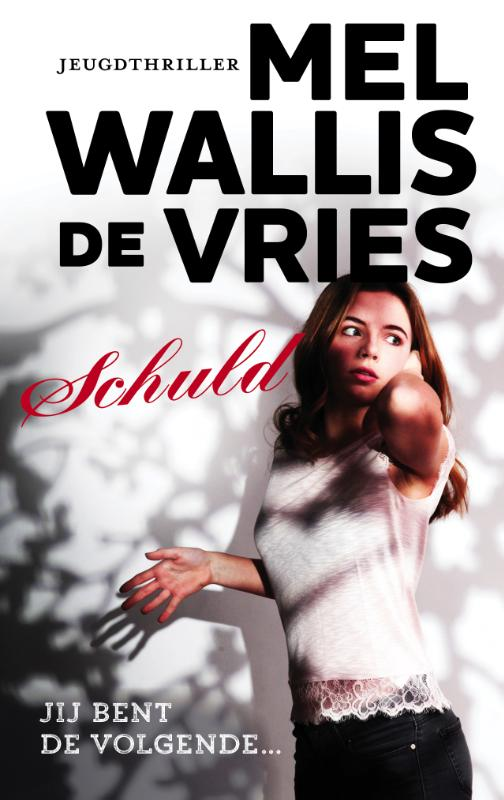 JEUGDTHRILLER MEL
WALLIS
DE VRIES
Schuld
JIJ BENT
DE VOLGENDE...